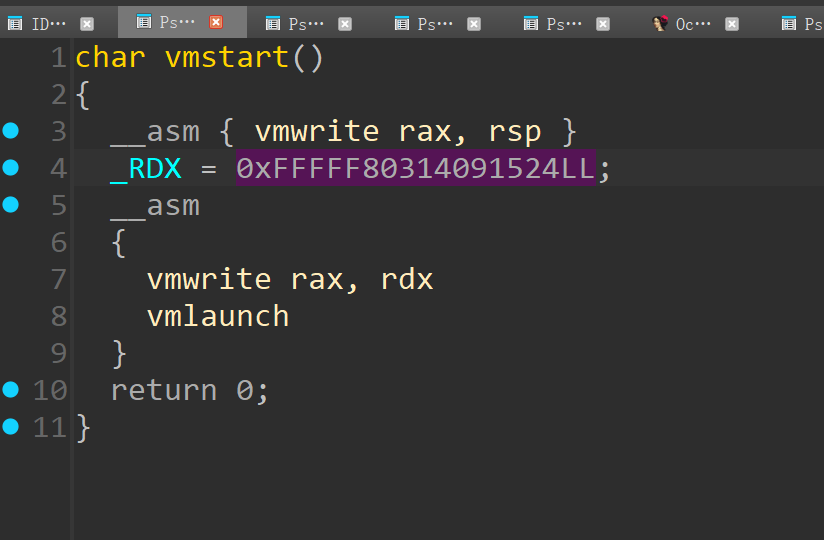 ID… Ps… Ps… Ps… Ps… Oc… Ps
1 char vmstart()
2 {
3   __asm { vmwrite rax, rsp }
4   _RDX = 0xFFFFF80314091524LL;
5   __asm
6   {
7     vmwrite rax, rdx
8     vmlaunch
9   }
10   return 0;
11 }